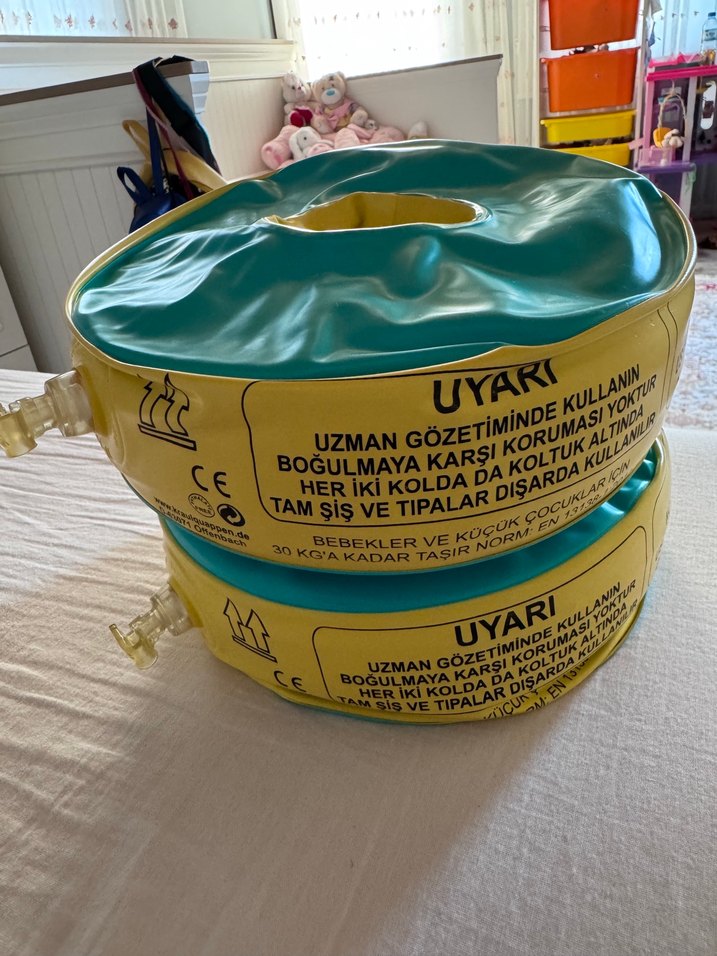 UYARI
UZMAN GÖZETİMİNDE KULLANIN
BOĞULMAYA KARŞI KORUMASI YOKTUR
HER İKİ KOLDA DA KOLTUK ALTINDA
TAM ŞİŞ VE TIPALAR DIŞARDA KULLANILIR
BEBEKLER VE KÜÇÜK ÇOCUKLAR İÇİN
30 KG'A KADAR TAŞIR NORM: EN 13138-
CE
www.kraulquappen.de
Offenbach
UYARI
UZMAN GÖZETİMİNDE KULLANIN
BOĞULMAYA KARŞI KORUMASI YOKTUR
HER İKİ KOLDA DA KOLTUK ALTINDA
TAM ŞİŞ VE TIPALAR DIŞARDA KULLANILIR
CE
KÜÇÜK
EN